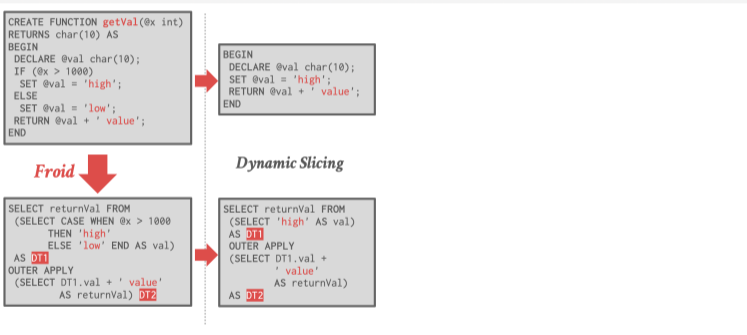 CREATE FUNCTION getVal(@x int)
RETURNS char(10) AS
BEGIN
DECLARE @val char(10);
IF (@x > 1000)
SET @val = 'high';
ELSE
SET @val = 'low';
RETURN @val + ' value';
END
BEGIN
DECLARE @val char(10);
SET @val = 'high';
RETURN @val + ' value';
END
Froid
Dynamic Slicing
SELECT returnVal FROM
(SELECT CASE WHEN @x > 1000
THEN 'high'
ELSE 'low' END AS val)
AS DT1
OUTER APPLY
(SELECT DT1.val + ' value'
AS returnVal) DT2
SELECT returnVal FROM
(SELECT 'high' AS val)
AS DT1
OUTER APPLY
(SELECT DT1.val +
' value'
AS returnVal)
AS DT2